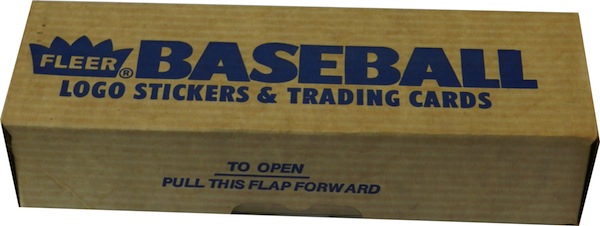 FLEER® BASEBALL
LOGO STICKERS & TRADING CARDS
TO OPEN
PULL THIS FLAP FORWARD